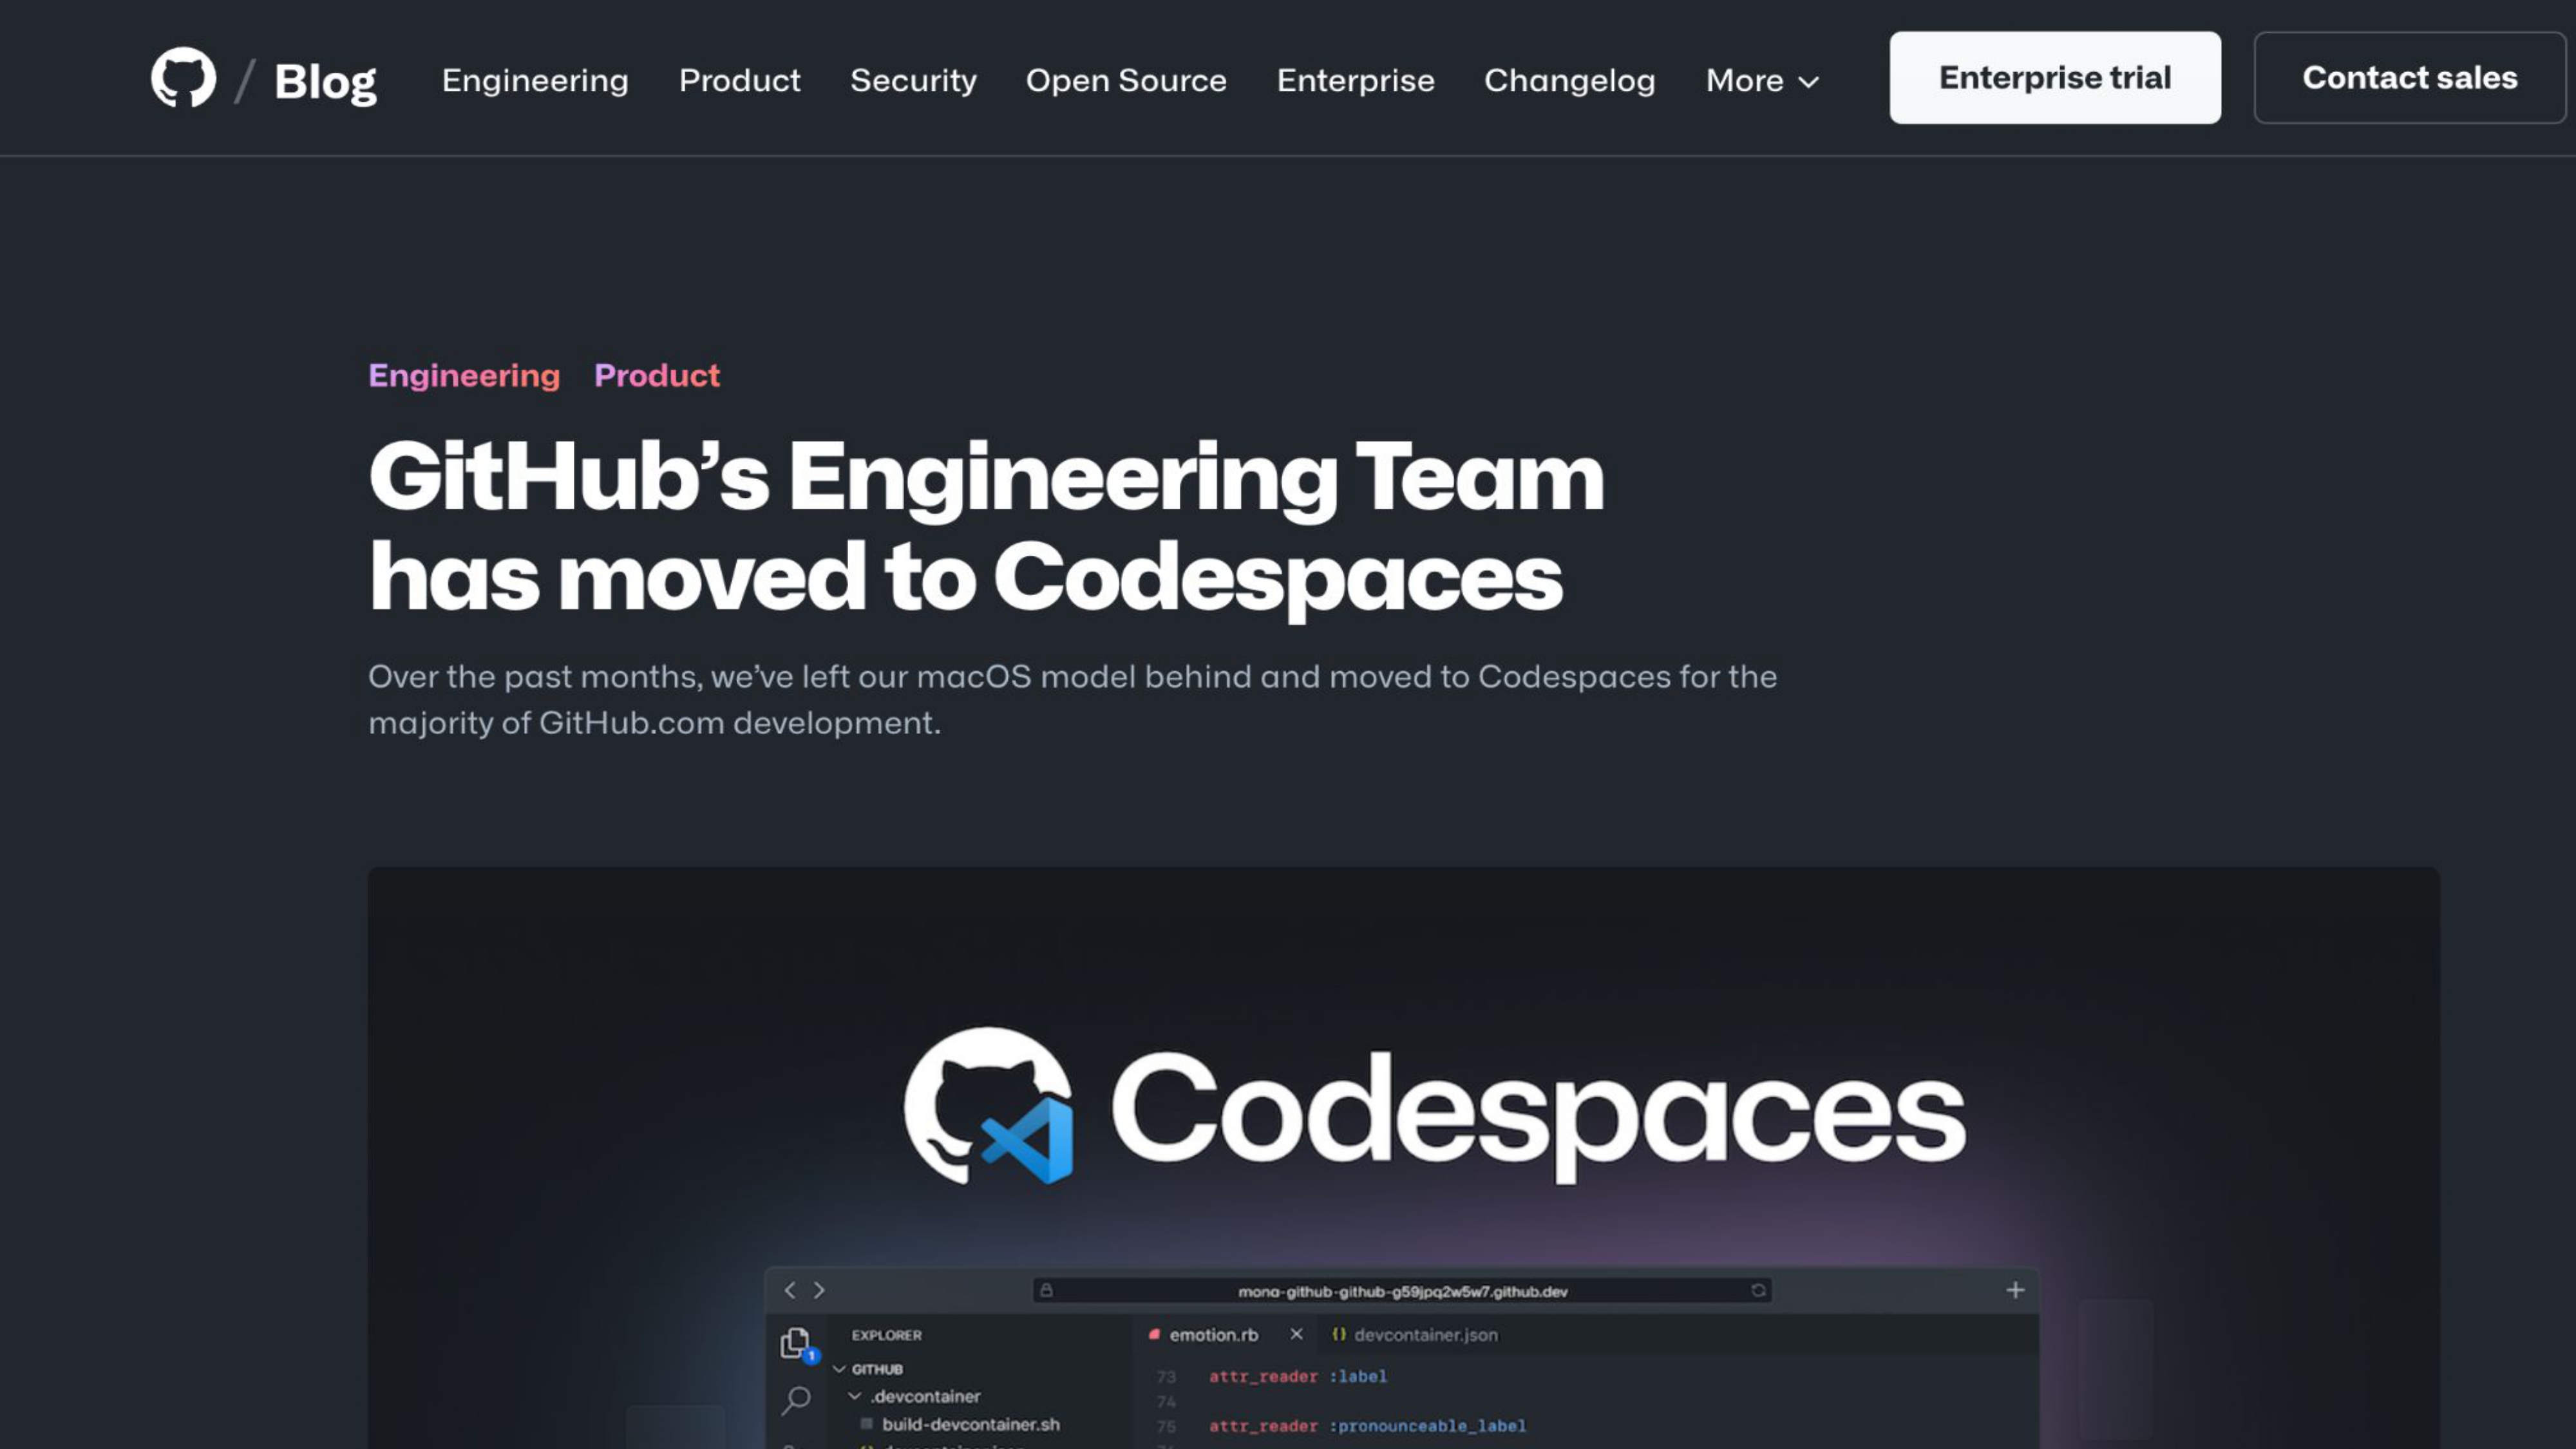 / Blog Engineering Product Security Open Source Enterprise Changelog More Enterprise trial Contact sales
Engineering Product
GitHub’s Engineering Team
has moved to Codespaces
Over the past months, we’ve left our macOS model behind and moved to Codespaces for the
majority of GitHub.com development.
Codespaces
mona-github-github-g59jpq2w5w7.github.dev
EXPLORER
emotion.rb
{} devcontainer.json
1
GITHUB
73 attr_reader :label
.devcontainer
74
build-devcontainer.sh
75 attr_reader :pronounceable_label